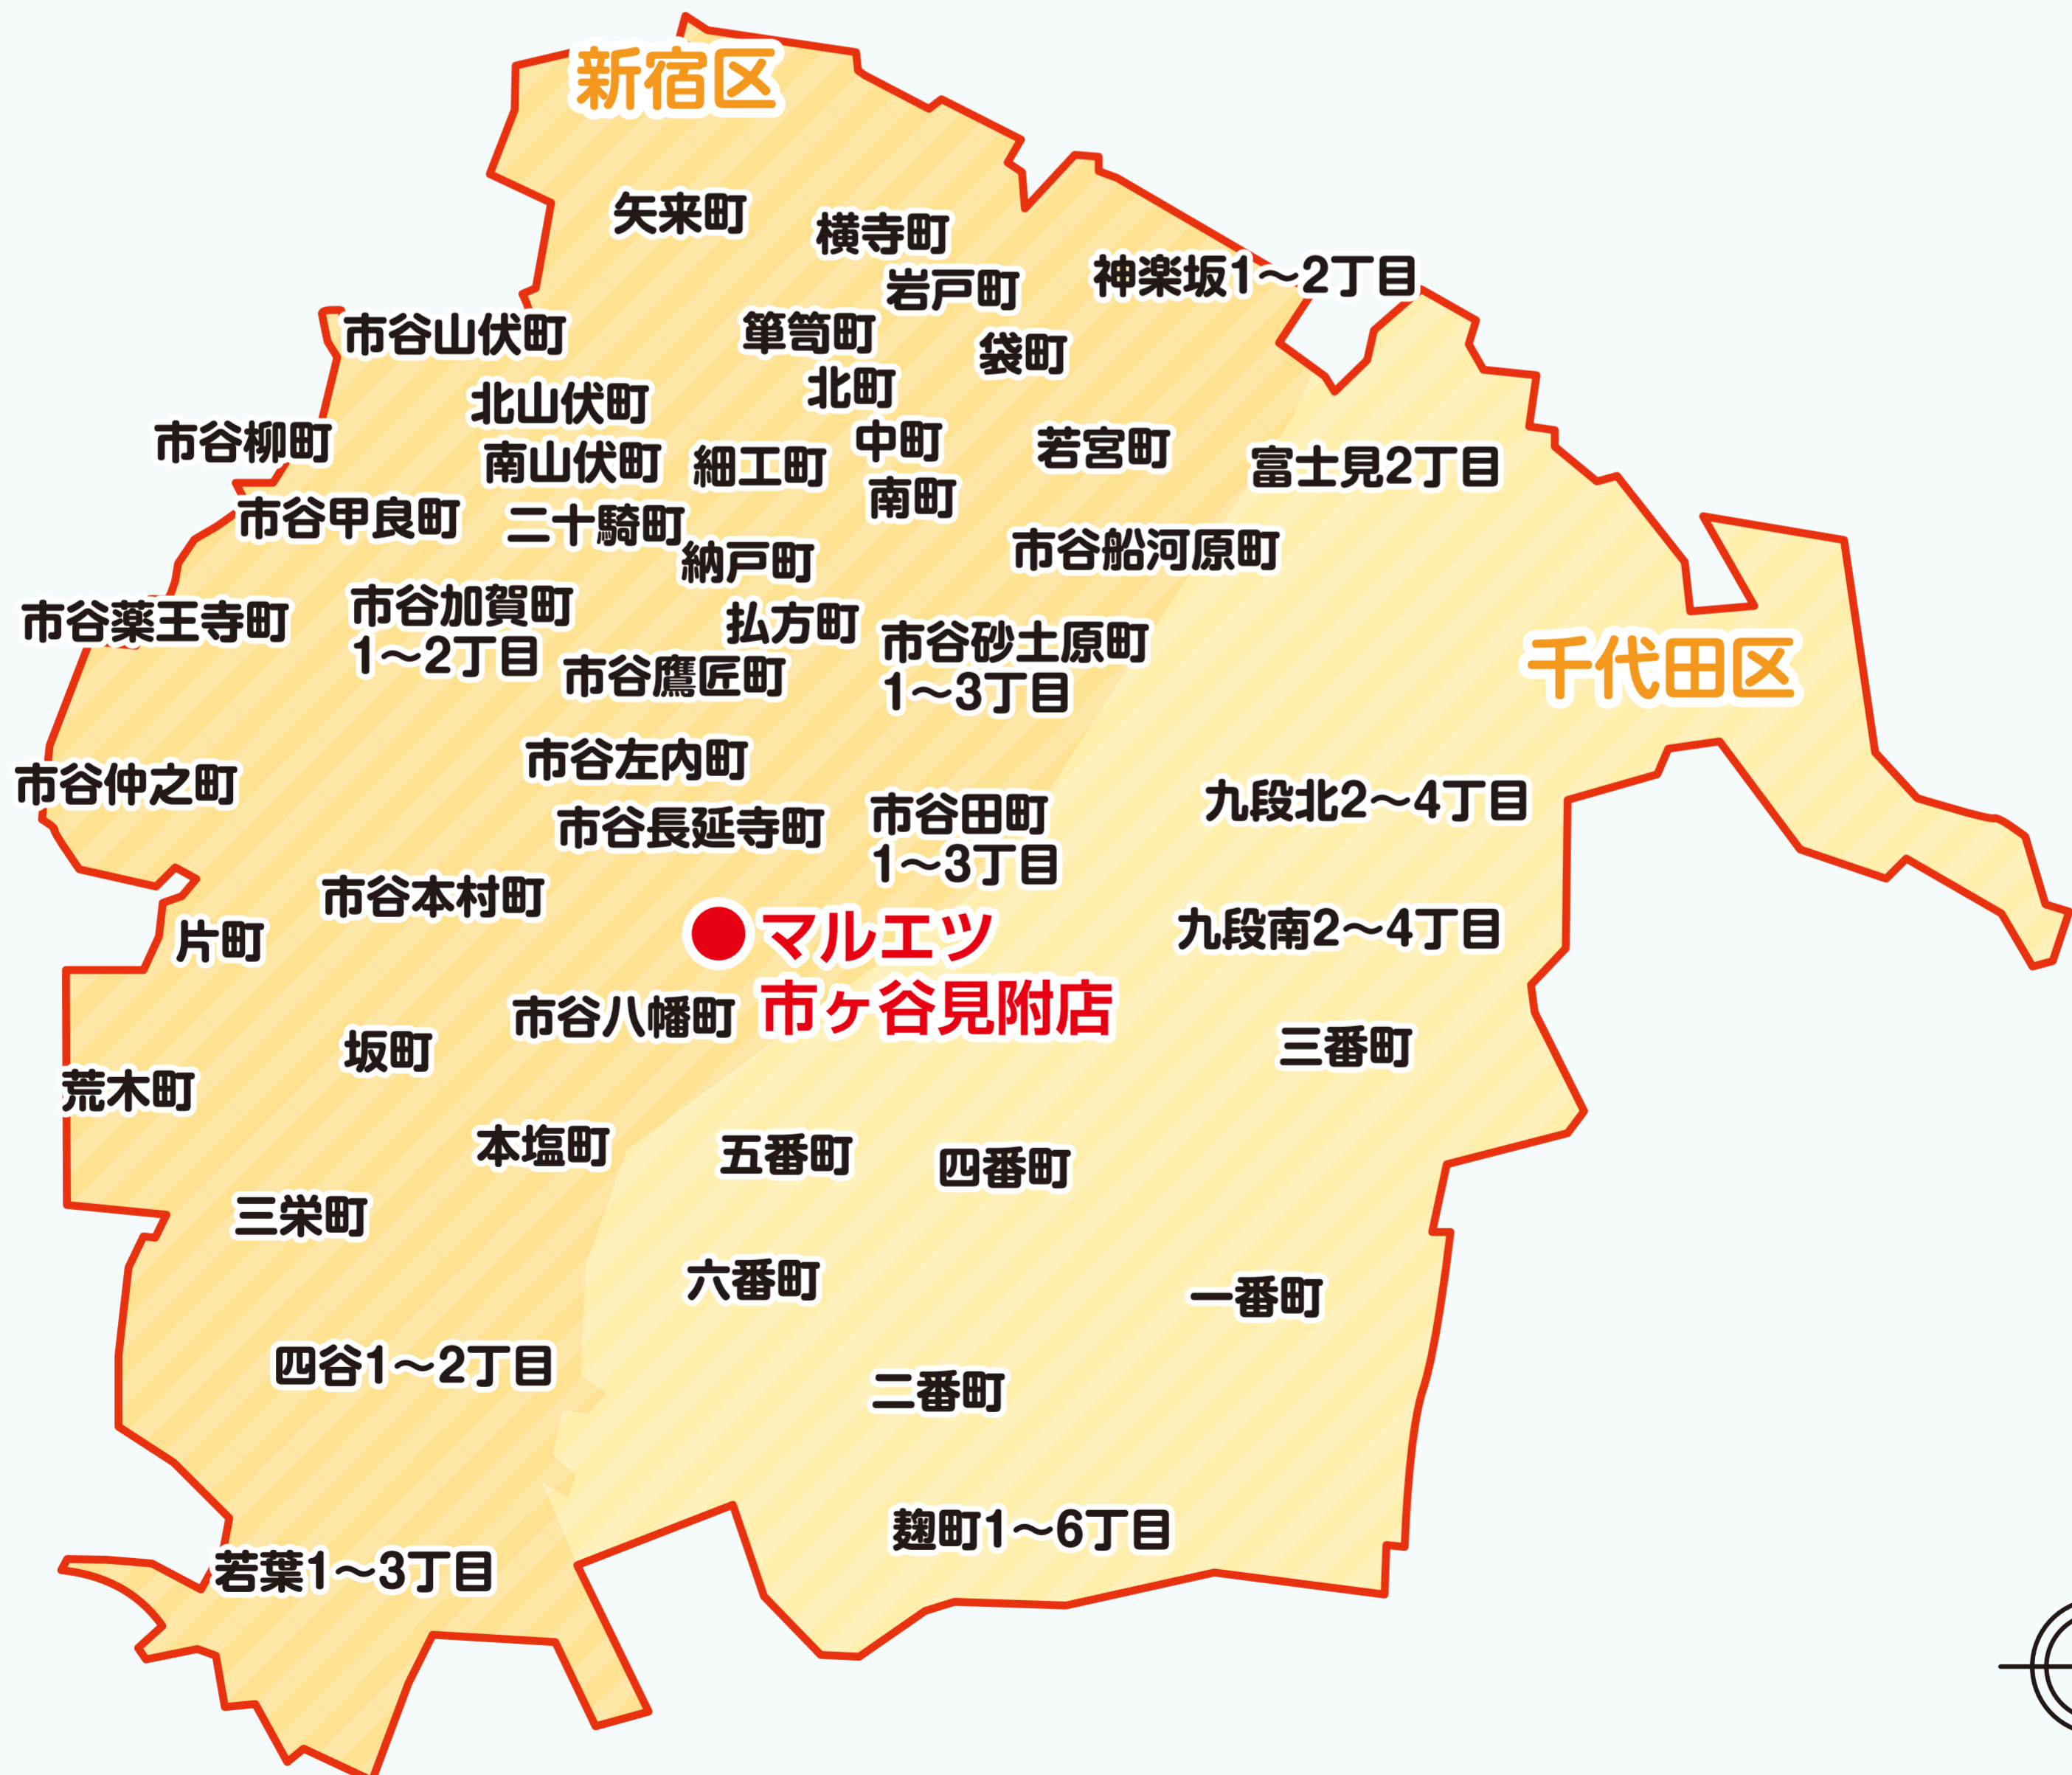 新宿区
矢来町
横寺町
神楽坂1～2丁目
岩戸町
市谷山伏町
箪笥町
袋町
北町
北山伏町
市谷柳町
中町
若宮町
南山伏町
細工町
富士見2丁目
南町
市谷甲良町
二十騎町
市谷船河原町
納戸町
市谷薬王寺町
市谷加賀町
1～2丁目
払方町
市谷砂土原町
1～3丁目
千代田区
市谷鷹匠町
市谷左内町
市谷仲之町
九段北2～4丁目
市谷長延寺町
市谷田町
1～3丁目
市谷本村町
片町
マルエツ
市ヶ谷見附店
九段南2～4丁目
市谷八幡町
三番町
坂町
荒木町
本塩町
五番町
四番町
三栄町
六番町
一番町
四谷1～2丁目
二番町
麹町1～6丁目
若葉1～3丁目